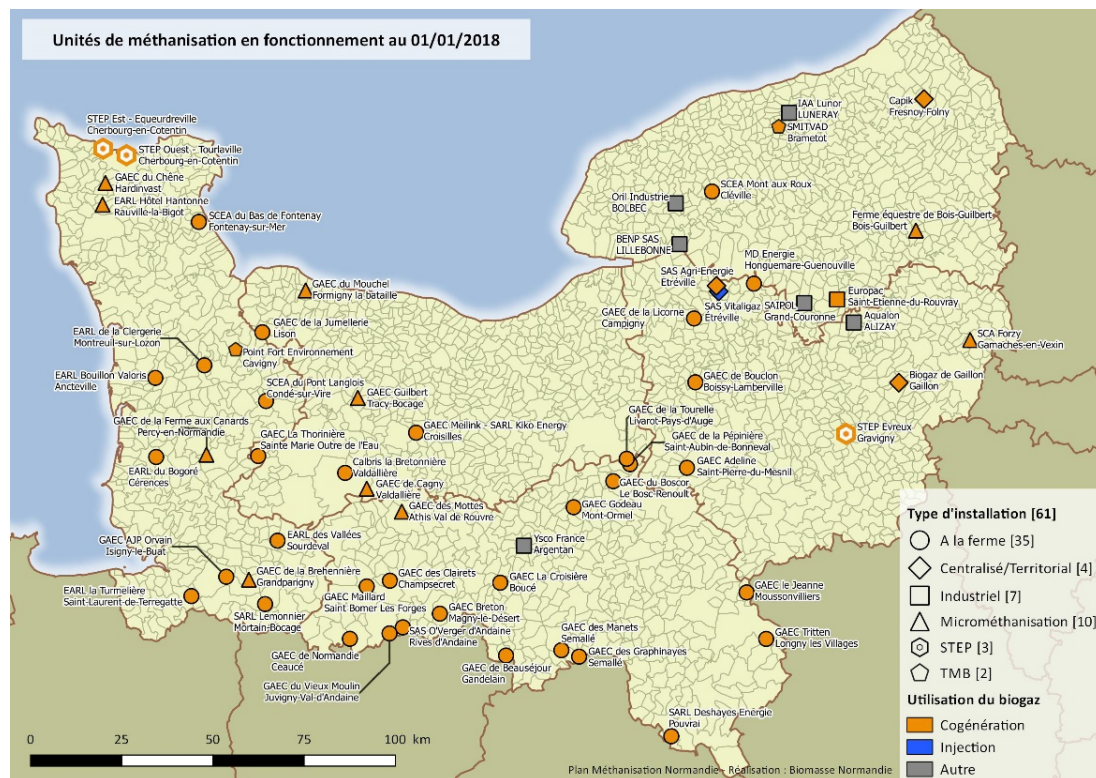 Unités de méthanisation en fonctionnement au 01/01/2018
STEP Est - Equeurdreville
Cherbourg-en-Cotentin
STEP Ouest - Tourlaville
Cherbourg-en-Cotentin
GAEC du Chêne
Hardinvast
EARL Hôtel Hantonne
Rauville-la-Bigot
SCEA du Bas de Fontenay
Fontenay-sur-Mer
IAA Lunor
LUNERAY
SMITVAD
Brametot
Capik
Fresnoy-Folny
Oril Industrie
BOLBEC
SCEA Mont aux Roux
Cléville
BENP SAS
LILLEBONNE
Ferme équestre de Bois-Guilbert
Bois-Guilbert
MD Energie
Honguemare-Guenouville
SAS Agri-Energie
Etréville
SAS Vitaligaz
Étréville
SAIPOL
Grand-Couronne
Europac
Saint-Etienne-du-Rouvray
Aqualon
ALIZAY
GAEC de la Licorne
Campigny
SCA Forzy
Gamaches-en-Vexin
GAEC de Bouclon
Boissy-Lamberville
Biogaz de Gaillon
Gaillon
STEP Evreux
Gravigny
GAEC du Mouchel
Formigny la bataille
GAEC de la Jumellerie
Lison
EARL de la Clergerie
Montreuil-sur-Lozon
Point Fort Environnement
Cavigny
EARL Bouillon Valoris
Ancteville
SCEA du Pont Langlois
Condé-sur-Vire
GAEC Guilbert
Tracy-Bocage
GAEC de la Ferme aux Canards
Percy-en-Normandie
GAEC La Thorinière
Sainte Marie Outre de l'Eau
GAEC Meilink - SARL Kiko Energy
Croisilles
EARL du Bogoré
Cérences
Calbris la Bretonnière
Valdallière
GAEC de Cagny
Valdallière
GAEC des Mottes
Athis Val de Rouvre
GAEC de la Tourelle
Livarot-Pays-d'Auge
GAEC de la Pépinière
Saint-Aubin-de-Bonneval
GAEC Adeline
Saint-Pierre-du-Mesnil
GAEC du Boscor
Le Bosc Renoult
GAEC Godeau
Mont-Ormel
Ysco France
Argentan
GAEC AJP Orvain
Isigny-le-Buat
EARL des Vallées
Sourdeval
GAEC de la Brehennière
Grandparigny
EARL la Turmelière
Saint-Laurent-de-Terregatte
SARL Lemonnier
Mortain-Bocage
GAEC des Clairets
Champsecret
GAEC Maillard
Saint Bomer Les Forges
GAEC La Croisière
Boucé
GAEC Breton
Magny-le-Désert
SAS O'Verger d'Andaine
Rives d'Andaine
GAEC de Normandie
Ceaucé
GAEC du Vieux Moulin
Juvigny-Val-d'Andaine
GAEC de Beauséjour
Gandelain
GAEC des Manets
Semallé
GAEC des Graphinayes
Semallé
GAEC le Jeanne
Moussonvilliers
GAEC Tritten
Longny les Villages
SARL Deshayes Energie
Pouvrai
Type d'installation [61]
A la ferme [35]
Centralisé/Territorial [4]
Industriel [7]
Microméthanisation [10]
STEP [3]
TMB [2]
Utilisation du biogaz
Cogénération
Injection
Autre
0 25 50 75 100 km
Plan Méthanisation Normandie - Réalisation : Biomasse Normandie